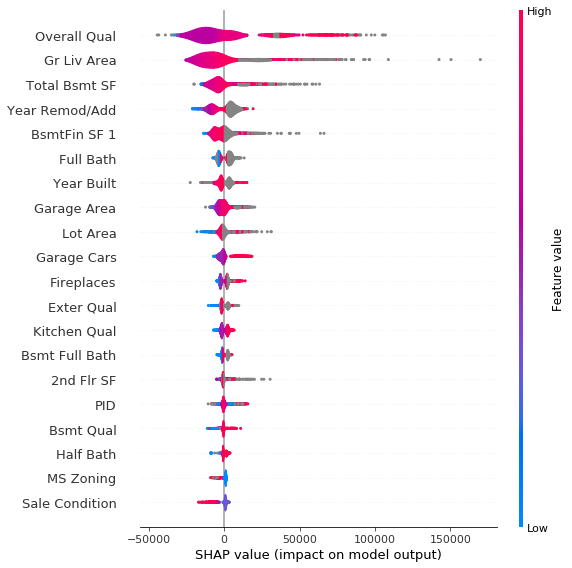 High
Overall Qual
Gr Liv Area
Total Bsmt SF
Year Remod/Add
BsmtFin SF 1
Full Bath
Year Built
Garage Area
Lot Area
Garage Cars
Fireplaces
Exter Qual
Kitchen Qual
Bsmt Full Bath
2nd Flr SF
PID
Bsmt Qual
Half Bath
MS Zoning
Sale Condition
Feature value
Low
−50000 0 50000 100000 150000
SHAP value (impact on model output)